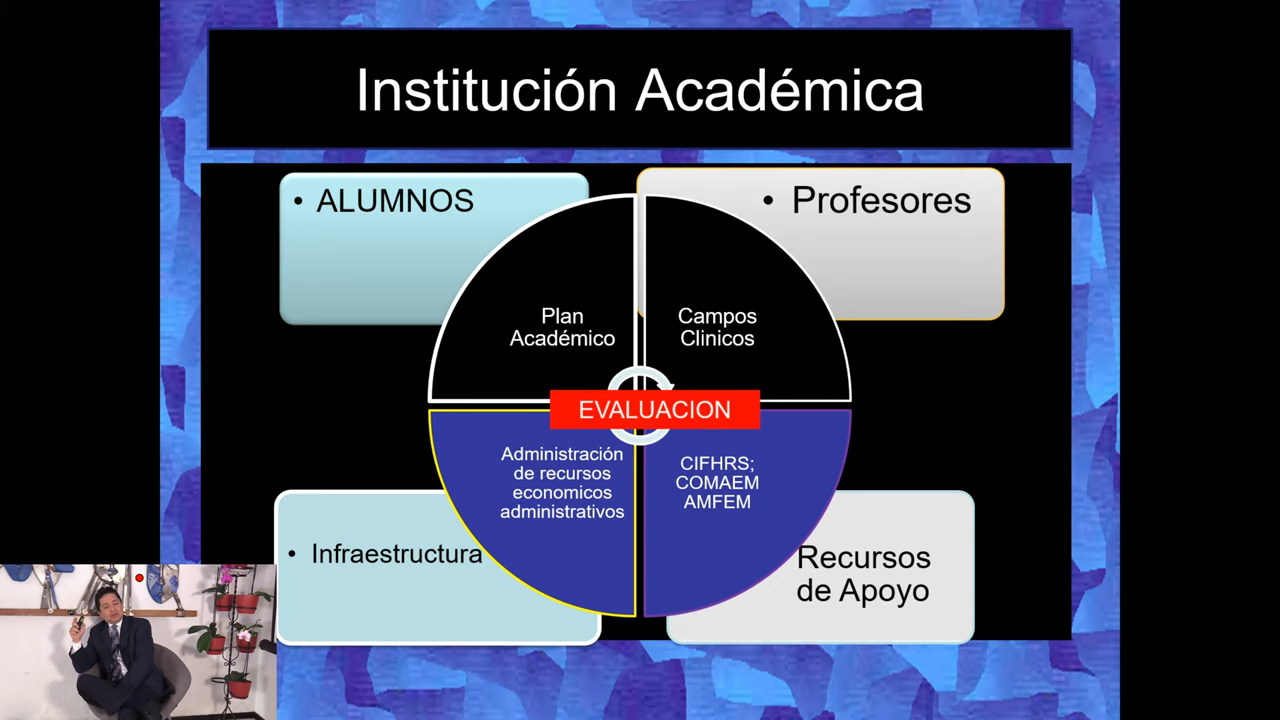 Institución Académica
• ALUMNOS
• Profesores
Plan
Académico
Campos
Clinicos
EVALUACION
Administración
de recursos
economicos
administrativos
CIFHRS;
COMAEM
AMFEM
• Infraestructura
Recursos
de Apoyo